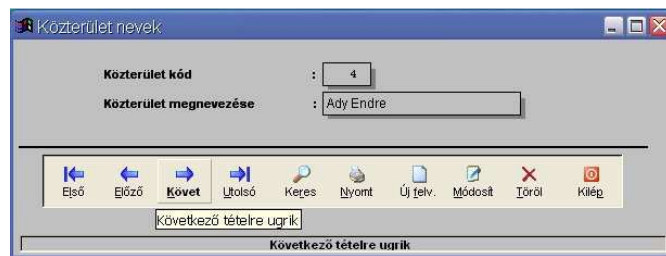 Közterület nevek
Közterület kód : 4
Közterület megnevezése : Ady Endre
Első Előző Követ Utolsó Keres Nyomt Új felv. Módosít Töröl Kilép
Következő tételre ugrik
Következő tételre ugrik